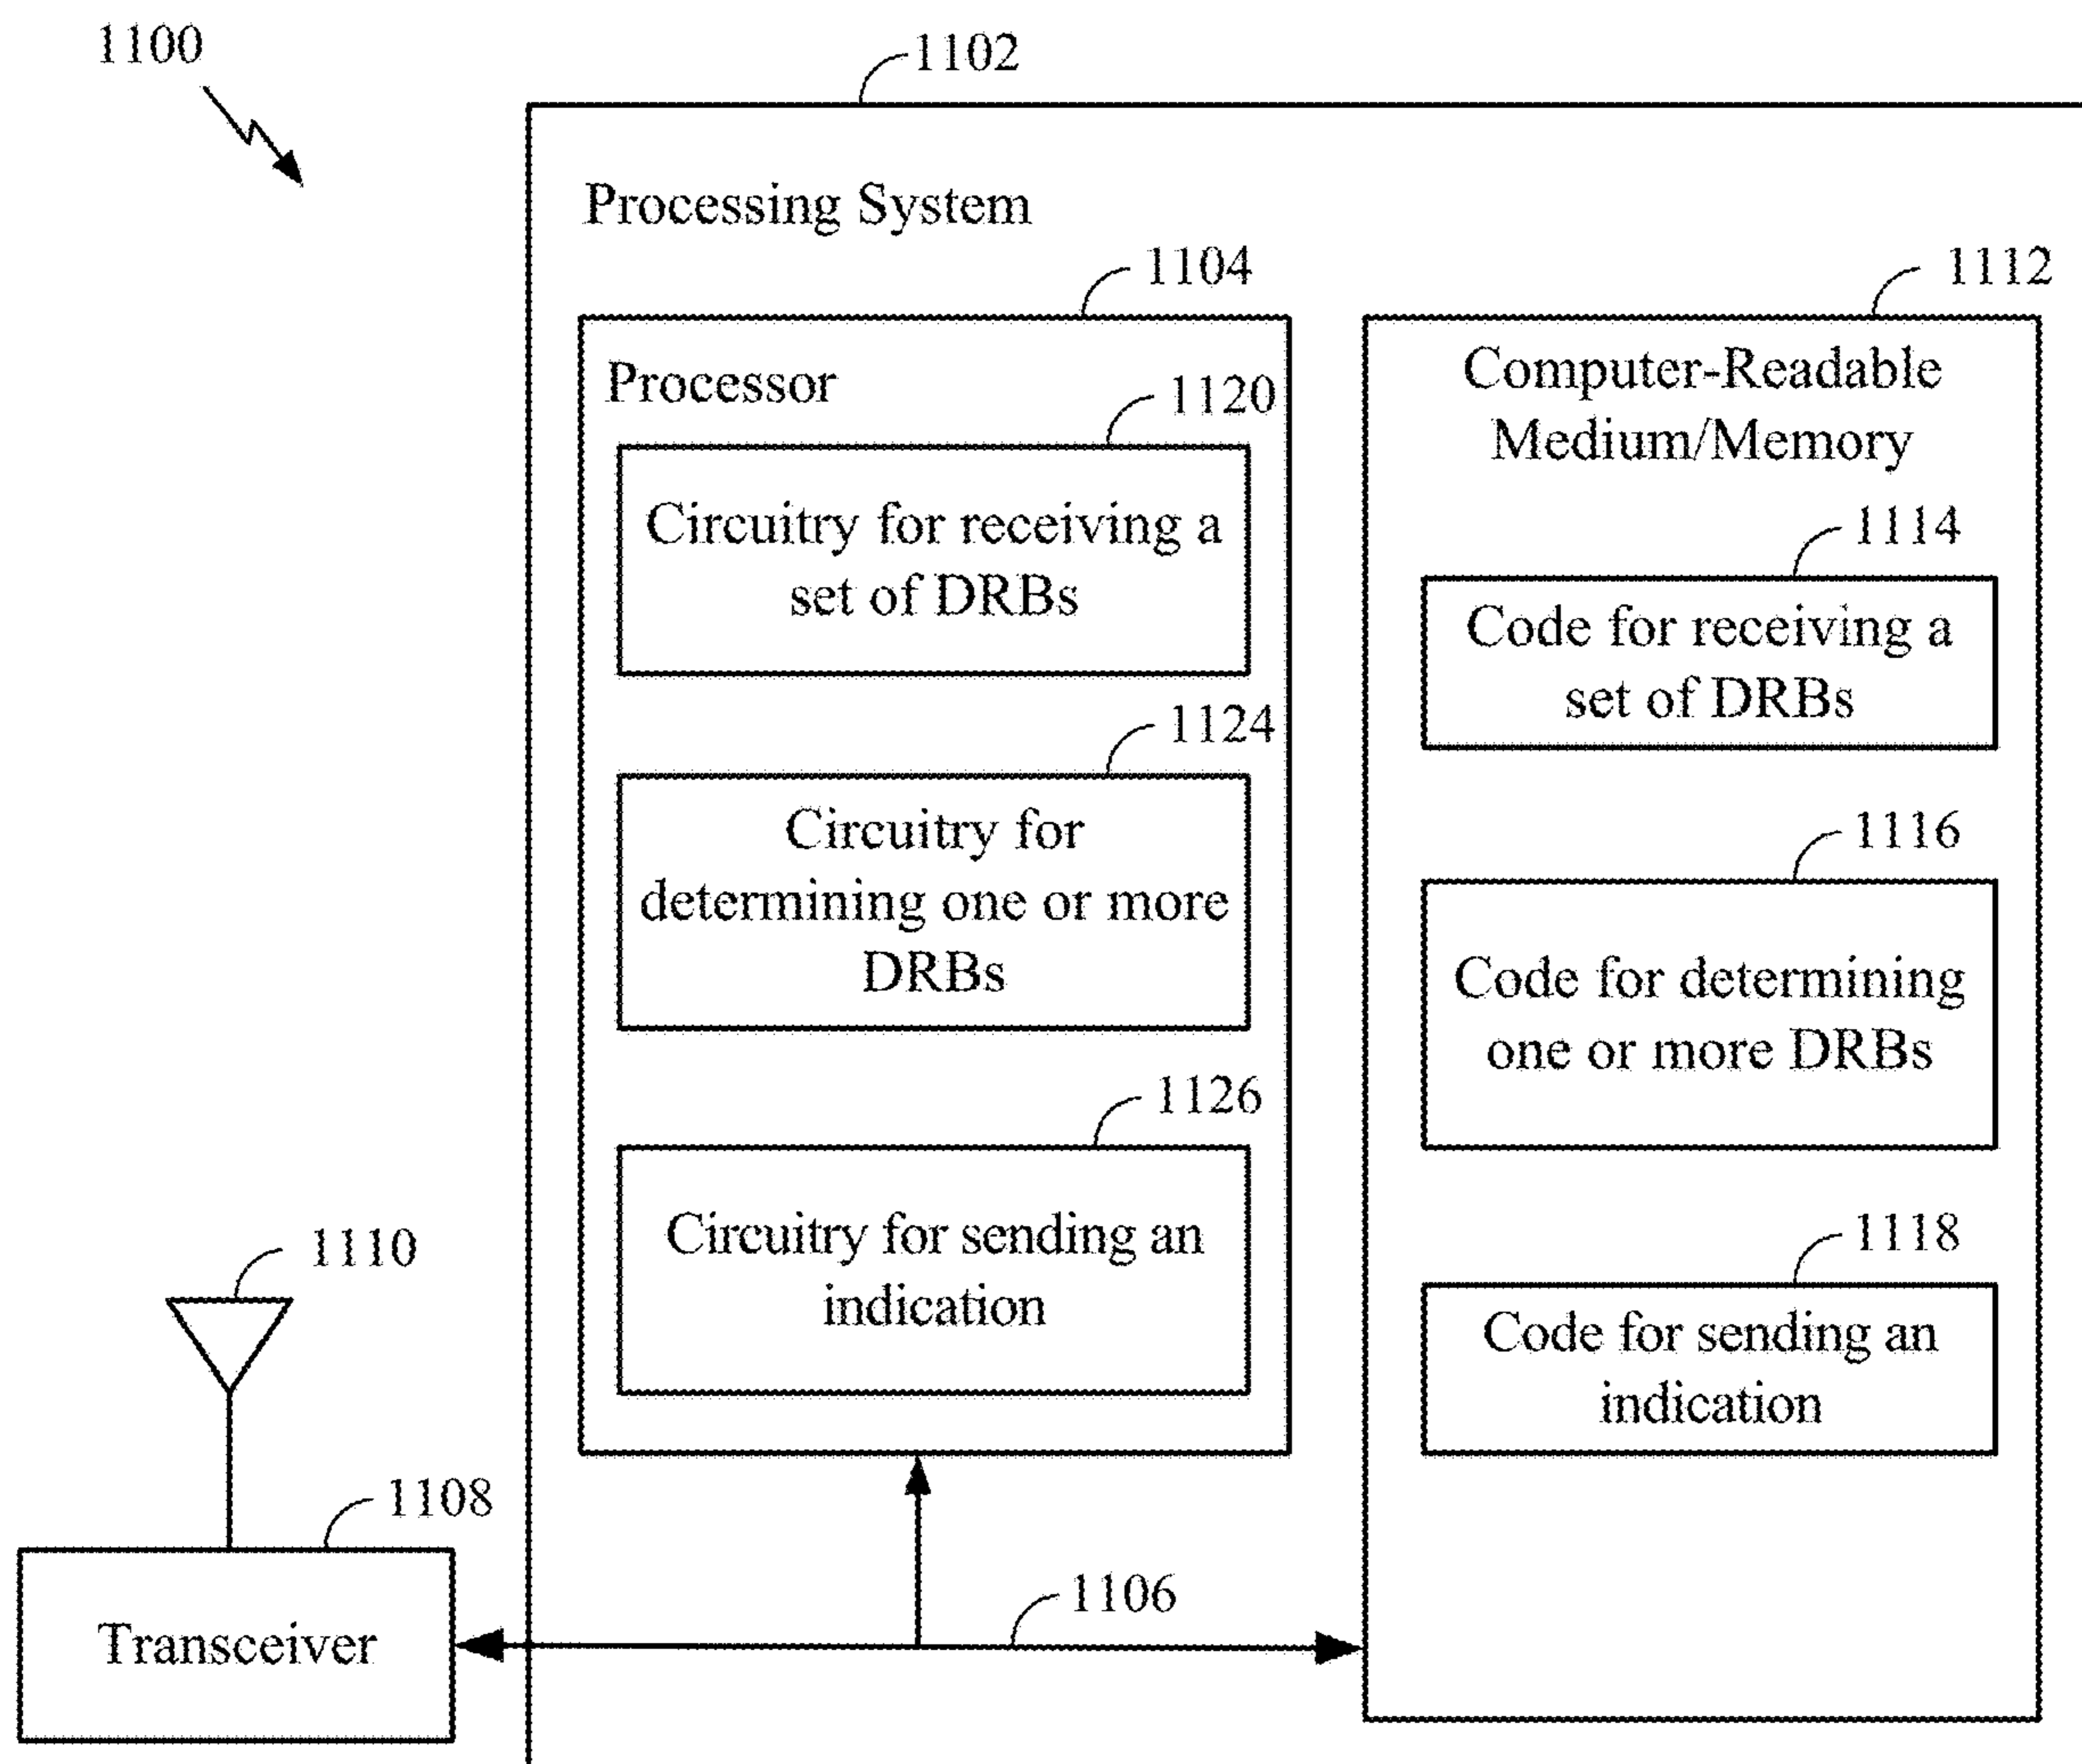 1100
1102
Processing System
1104
1112
Processor
1120
Computer-Readable
Medium/Memory
Circuitry for receiving a
set of DRBs
1114
Code for receiving a
set of DRBs
1124
Circuitry for
determining one or more
DRBs
1116
Code for determining
one or more DRBs
1126
Circuitry for sending an
indication
1118
Code for sending an
indication
1110
1108
Transceiver
1106